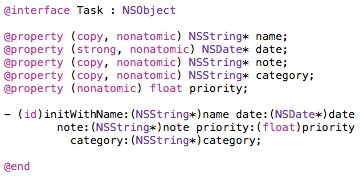 @interface Task : NSObject

@property (copy, nonatomic) NSString* name;
@property (strong, nonatomic) NSDate* date;
@property (copy, nonatomic) NSString* note;
@property (copy, nonatomic) NSString* category;
@property (nonatomic) float priority;

- (id)initWithName:(NSString*)name date:(NSDate*)date
note:(NSString*)note priority:(float)priority
category:(NSString*)category;

@end